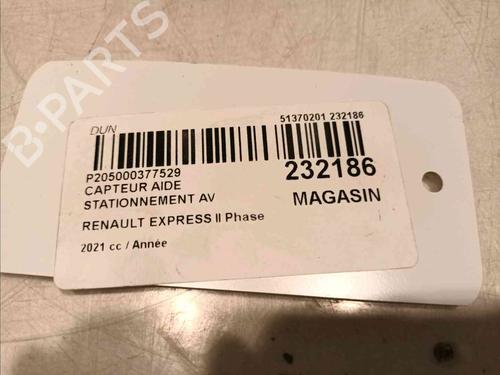 B-PARTS
DUN
51370201 232186
P205000377529
232186
CAPTEUR AIDE
STATIONNEMENT AV
MAGASIN
RENAULT EXPRESS II Phase
2021 cc / Année